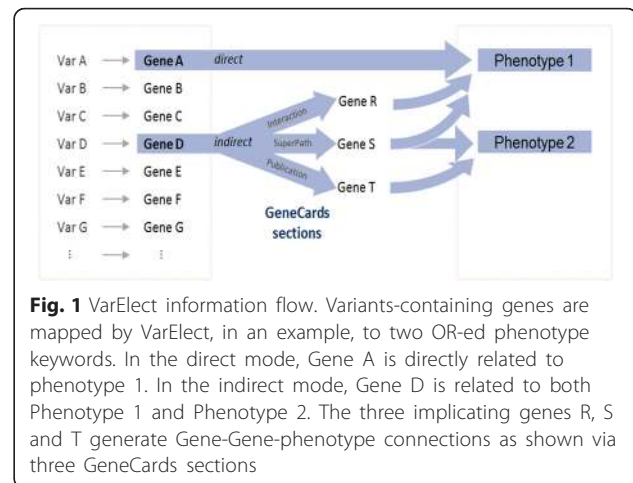 Var A Gene A direct Phenotype 1
Var B Gene B
Var C Gene C Interaction Gene R
Var D Gene D indirect SuperPath Gene S Phenotype 2
Var E Gene E Publication Gene T
Var F Gene F
Var G Gene G GeneCards
sections
⋮ ⋮
Fig. 1 VarElect information flow. Variants-containing genes are
mapped by VarElect, in an example, to two OR-ed phenotype
keywords. In the direct mode, Gene A is directly related to
phenotype 1. In the indirect mode, Gene D is related to both
Phenotype 1 and Phenotype 2. The three implicating genes R, S
and T generate Gene-Gene-phenotype connections as shown via
three GeneCards sections